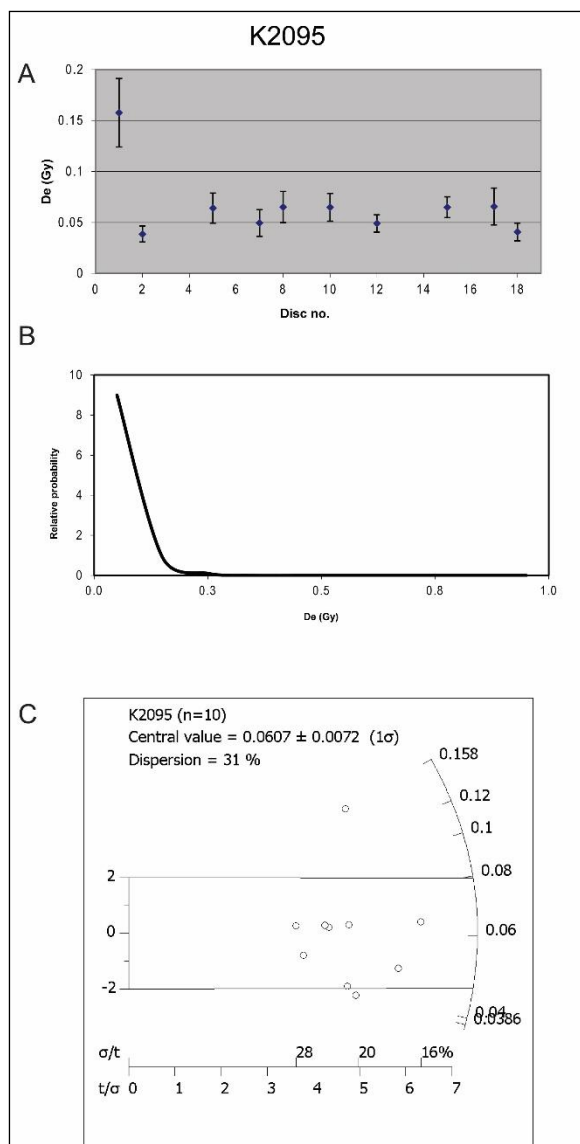 K2095
A
0.2
0.15
0.1
0.05
0
De (Gy)
0 2 4 6 8 10 12 14 16 18
Disc no.
B
10
8
6
4
2
0
Relative probability
0.0 0.3 0.5 0.8 1.0
De (Gy)
C
K2095 (n=10)
Central value = 0.0607 ± 0.0072 (1σ)
Dispersion = 31 %
0.158
0.12
0.1
0.08
0.06
0.04
0.0386
2
0
-2
σ/t 28 20 16%
t/σ 0 1 2 3 4 5 6 7